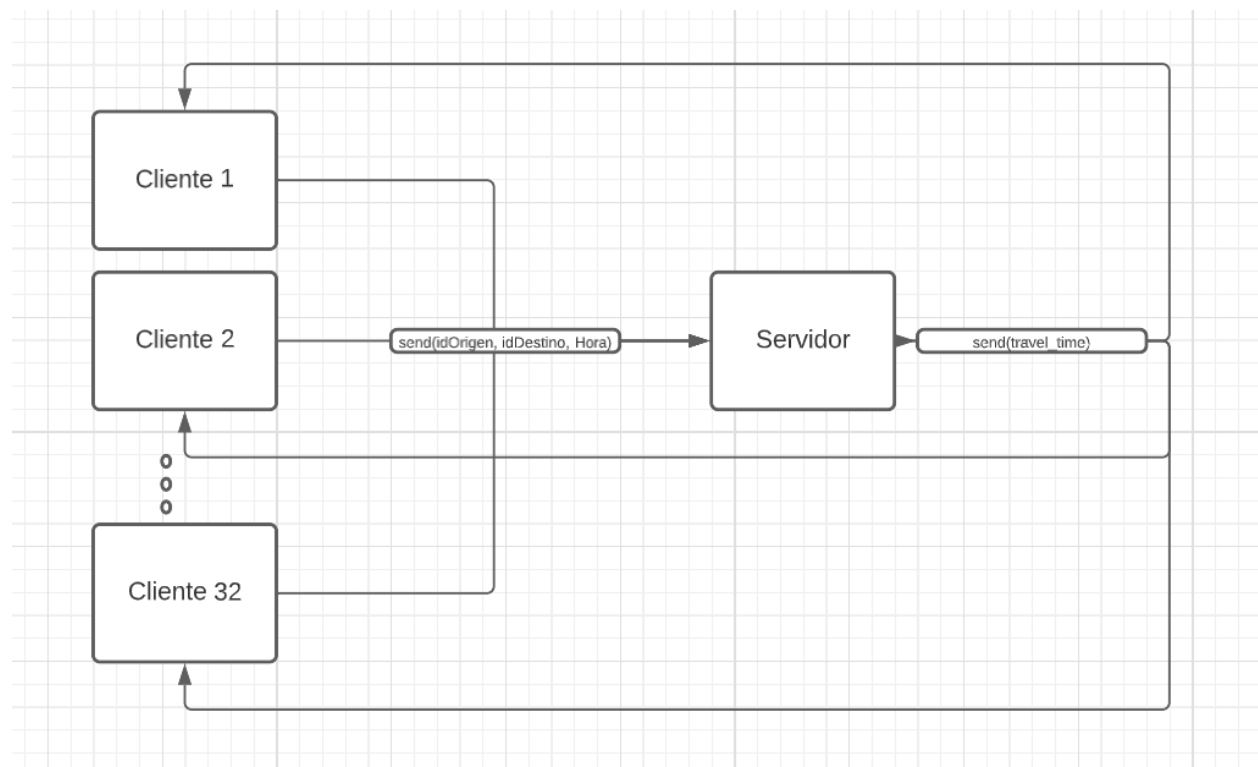 Cliente 1
Cliente 2
send(idOrigen, idDestino, Hora)
Servidor
send(travel_time)
Cliente 32